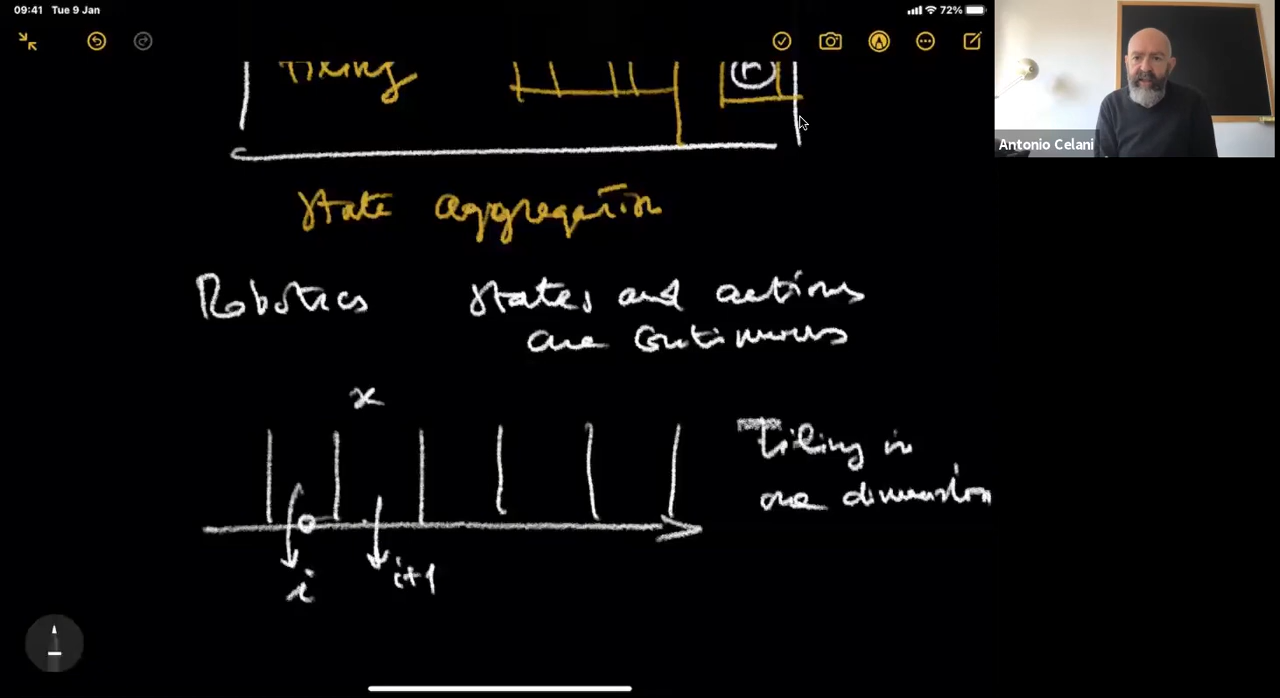 09:41 Tue 9 Jan
72%
Tiling
r
State aggregation
Robotics states and actions
are continuous
x
Tiling in
one dimension
i
i+1
Antonio Celani